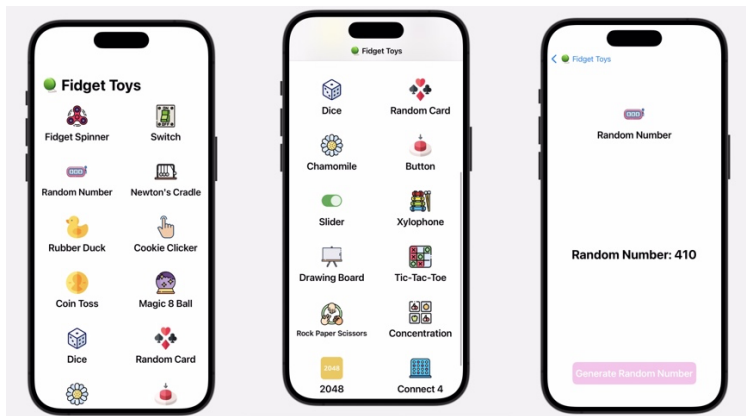 Fidget Toys
Fidget Spinner
Switch
Random Number
Newton's Cradle
Rubber Duck
Cookie Clicker
Coin Toss
Magic 8 Ball
Dice
Random Card
Fidget Toys
Dice
Random Card
Chamomile
Button
Slider
Xylophone
Drawing Board
Tic-Tac-Toe
Rock Paper Scissors
Concentration
2048
2048
Connect 4
Fidget Toys
Random Number
Random Number: 410
Generate Random Number